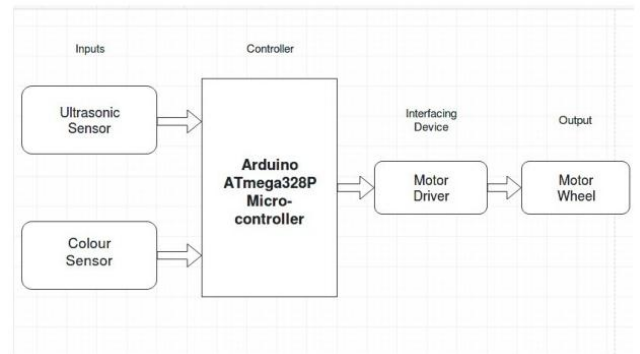 Inputs
Controller
Ultrasonic
Sensor
Interfacing
Device
Output
Arduino
ATmega328P
Micro-
controller
Motor
Driver
Motor
Wheel
Colour
Sensor